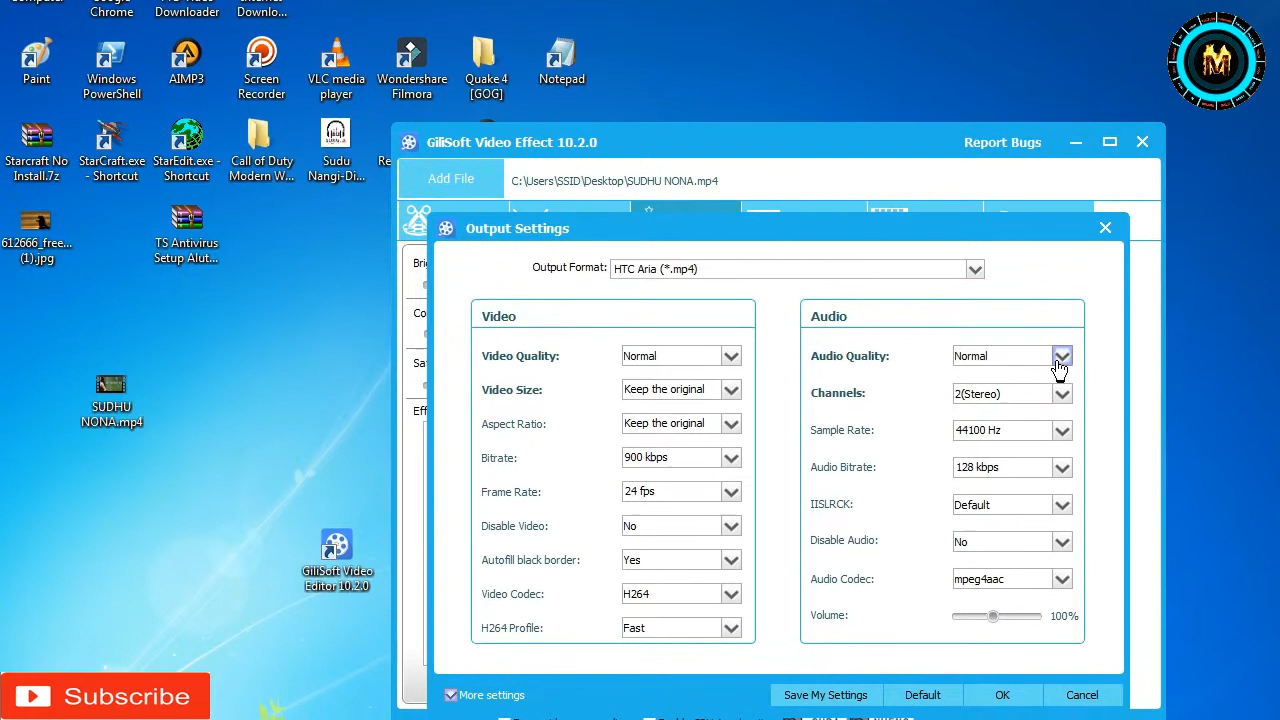 Google
Chrome
Downloader
Downlo...
Paint
Windows
PowerShell
AIMP3
Screen
Recorder
VLC media
player
Wondershare
Filmora
Quake 4
[GOG]
Notepad
Starcraft No
Install.7z
StarCraft.exe
- Shortcut
StarEdit.exe -
Shortcut
Call of Duty
Modern W...
Sudu
Nangi-Di...
612666_free...
(1).jpg
TS Antivirus
Setup Alut...
SUDHU
NONA.mp4
GiliSoft Video
Editor 10.2.0
GiliSoft Video Effect 10.2.0
Report Bugs
Add File
C:\Users\SSID\Desktop\SUDHU NONA.mp4
Output Settings
Output Format: HTC Aria (*.mp4)
Video
Video Quality: Normal
Video Size: Keep the original
Aspect Ratio: Keep the original
Bitrate: 900 kbps
Frame Rate: 24 fps
Disable Video: No
Autofill black border: Yes
Video Codec: H264
H264 Profile: Fast
Audio
Audio Quality: Normal
Channels: 2(Stereo)
Sample Rate: 44100 Hz
Audio Bitrate: 128 kbps
IISLRCK: Default
Disable Audio: No
Audio Codec: mpeg4aac
Volume: 100%
More settings
Save My Settings
Default
OK
Cancel
Subscribe
M